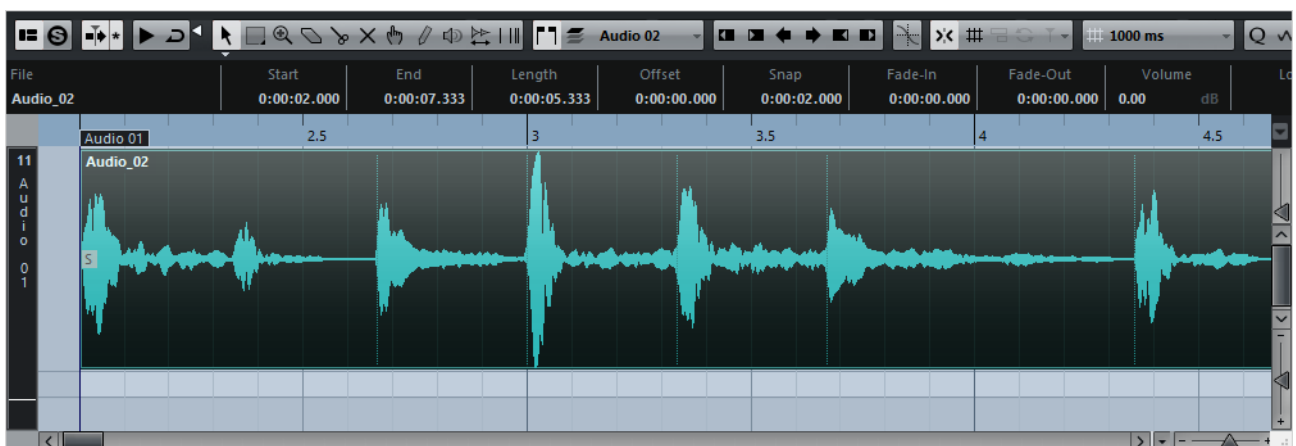 Audio 02 1000 ms Q
File Start End Length Offset Snap Fade-In Fade-Out Volume
Audio_02 0:00:02.000 0:00:07.333 0:00:05.333 0:00:00.000 0:00:02.000 0:00:00.000 0:00:00.000 0.00 dB
Audio 01 2.5 3 3.5 4 4.5
11 Audio_02
Audio 01
S